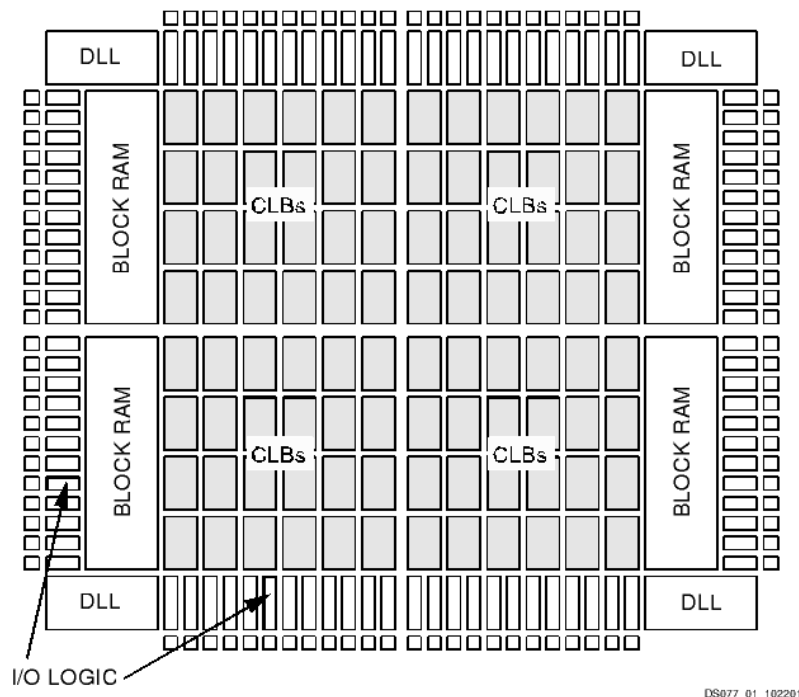 DLL
DLL
BLOCK RAM
CLBs
CLBs
BLOCK RAM
BLOCK RAM
CLBs
CLBs
BLOCK RAM
DLL
DLL
I/O LOGIC
DS077_01_102201